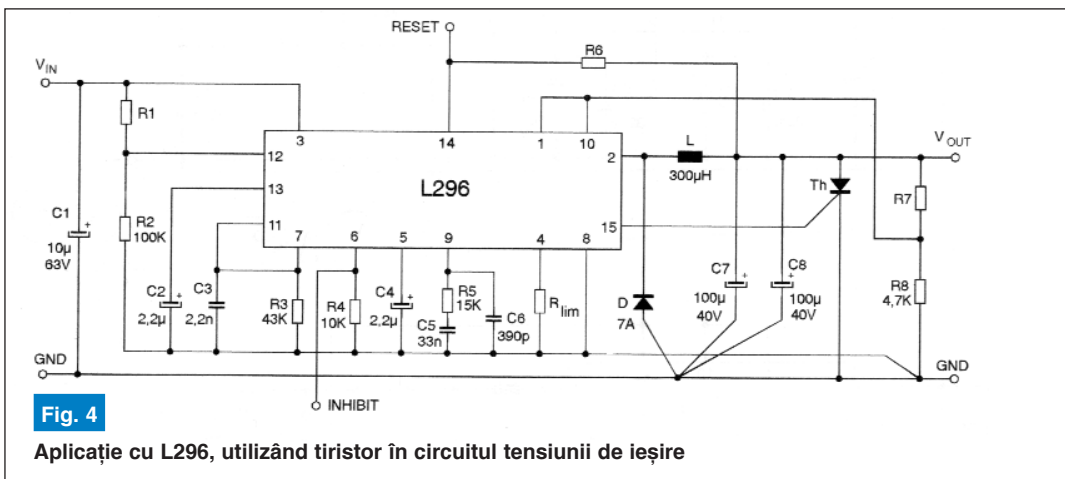 RESET
R6
V_IN
R1
3
14
1
10
L
V_OUT
12
2
300µH
Th
13
L296
R7
C1
10µ
63V
R2
100K
11
15
7
6
5
9
4
8
C7
100µ
40V
C8
100µ
40V
R8
4,7K
C2
2,2µ
C3
2,2n
R3
43K
R4
10K
C4
2,2µ
R5
15K
C5
33n
C6
390p
R_lim
D
7A
GND
GND
INHIBIT
+
+
+
+
+
Fig. 4
Aplicație cu L296, utilizând tiristor în circuitul tensiunii de ieșire